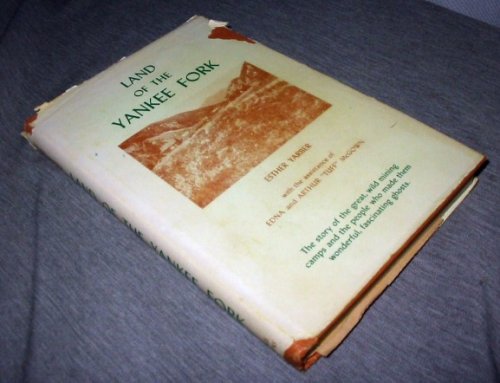 LAND
OF THE
YANKEE FORK
ESTHER YARBER
with the assistance of
EDNA and ARTHUR "TUFF" McGOWN
The story of the great, wild mining
camps and the people who made them
wonderful, fascinating ghosts.
LAND OF THE YANKEE FORK